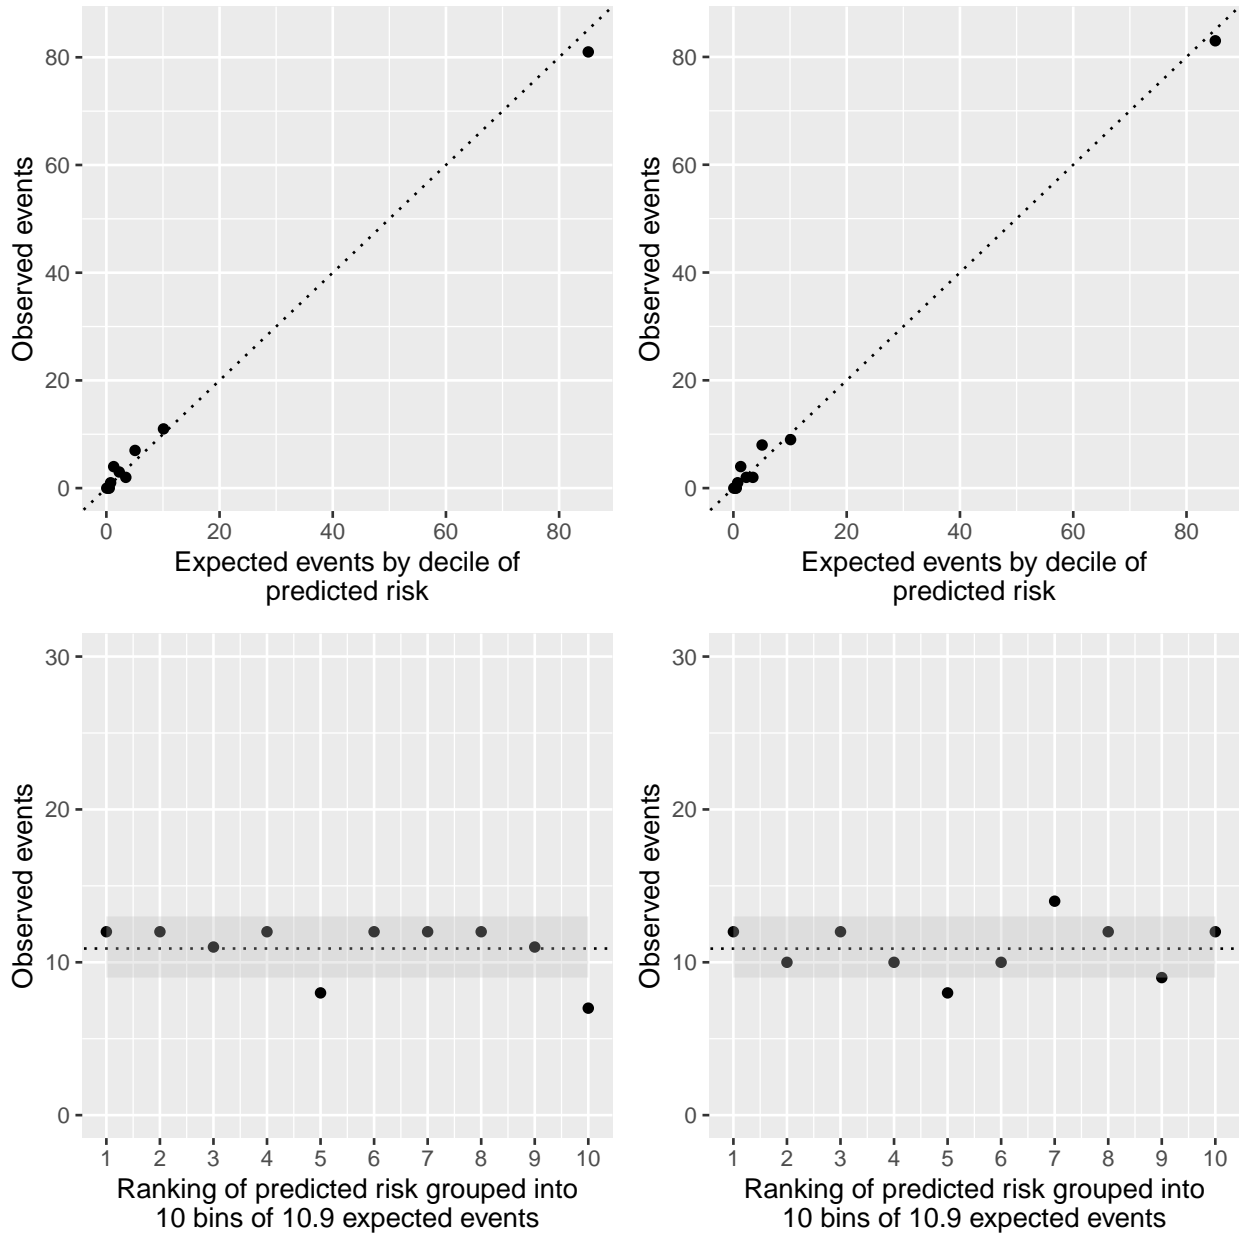 Observed events
80
60
40
20
0
0 20 40 60 80
Expected events by decile of
predicted risk
Observed events
80
60
40
20
0
0 20 40 60 80
Expected events by decile of
predicted risk
Observed events
30
20
10
0
1 2 3 4 5 6 7 8 9 10
Ranking of predicted risk grouped into
10 bins of 10.9 expected events
Observed events
30
20
10
0
1 2 3 4 5 6 7 8 9 10
Ranking of predicted risk grouped into
10 bins of 10.9 expected events